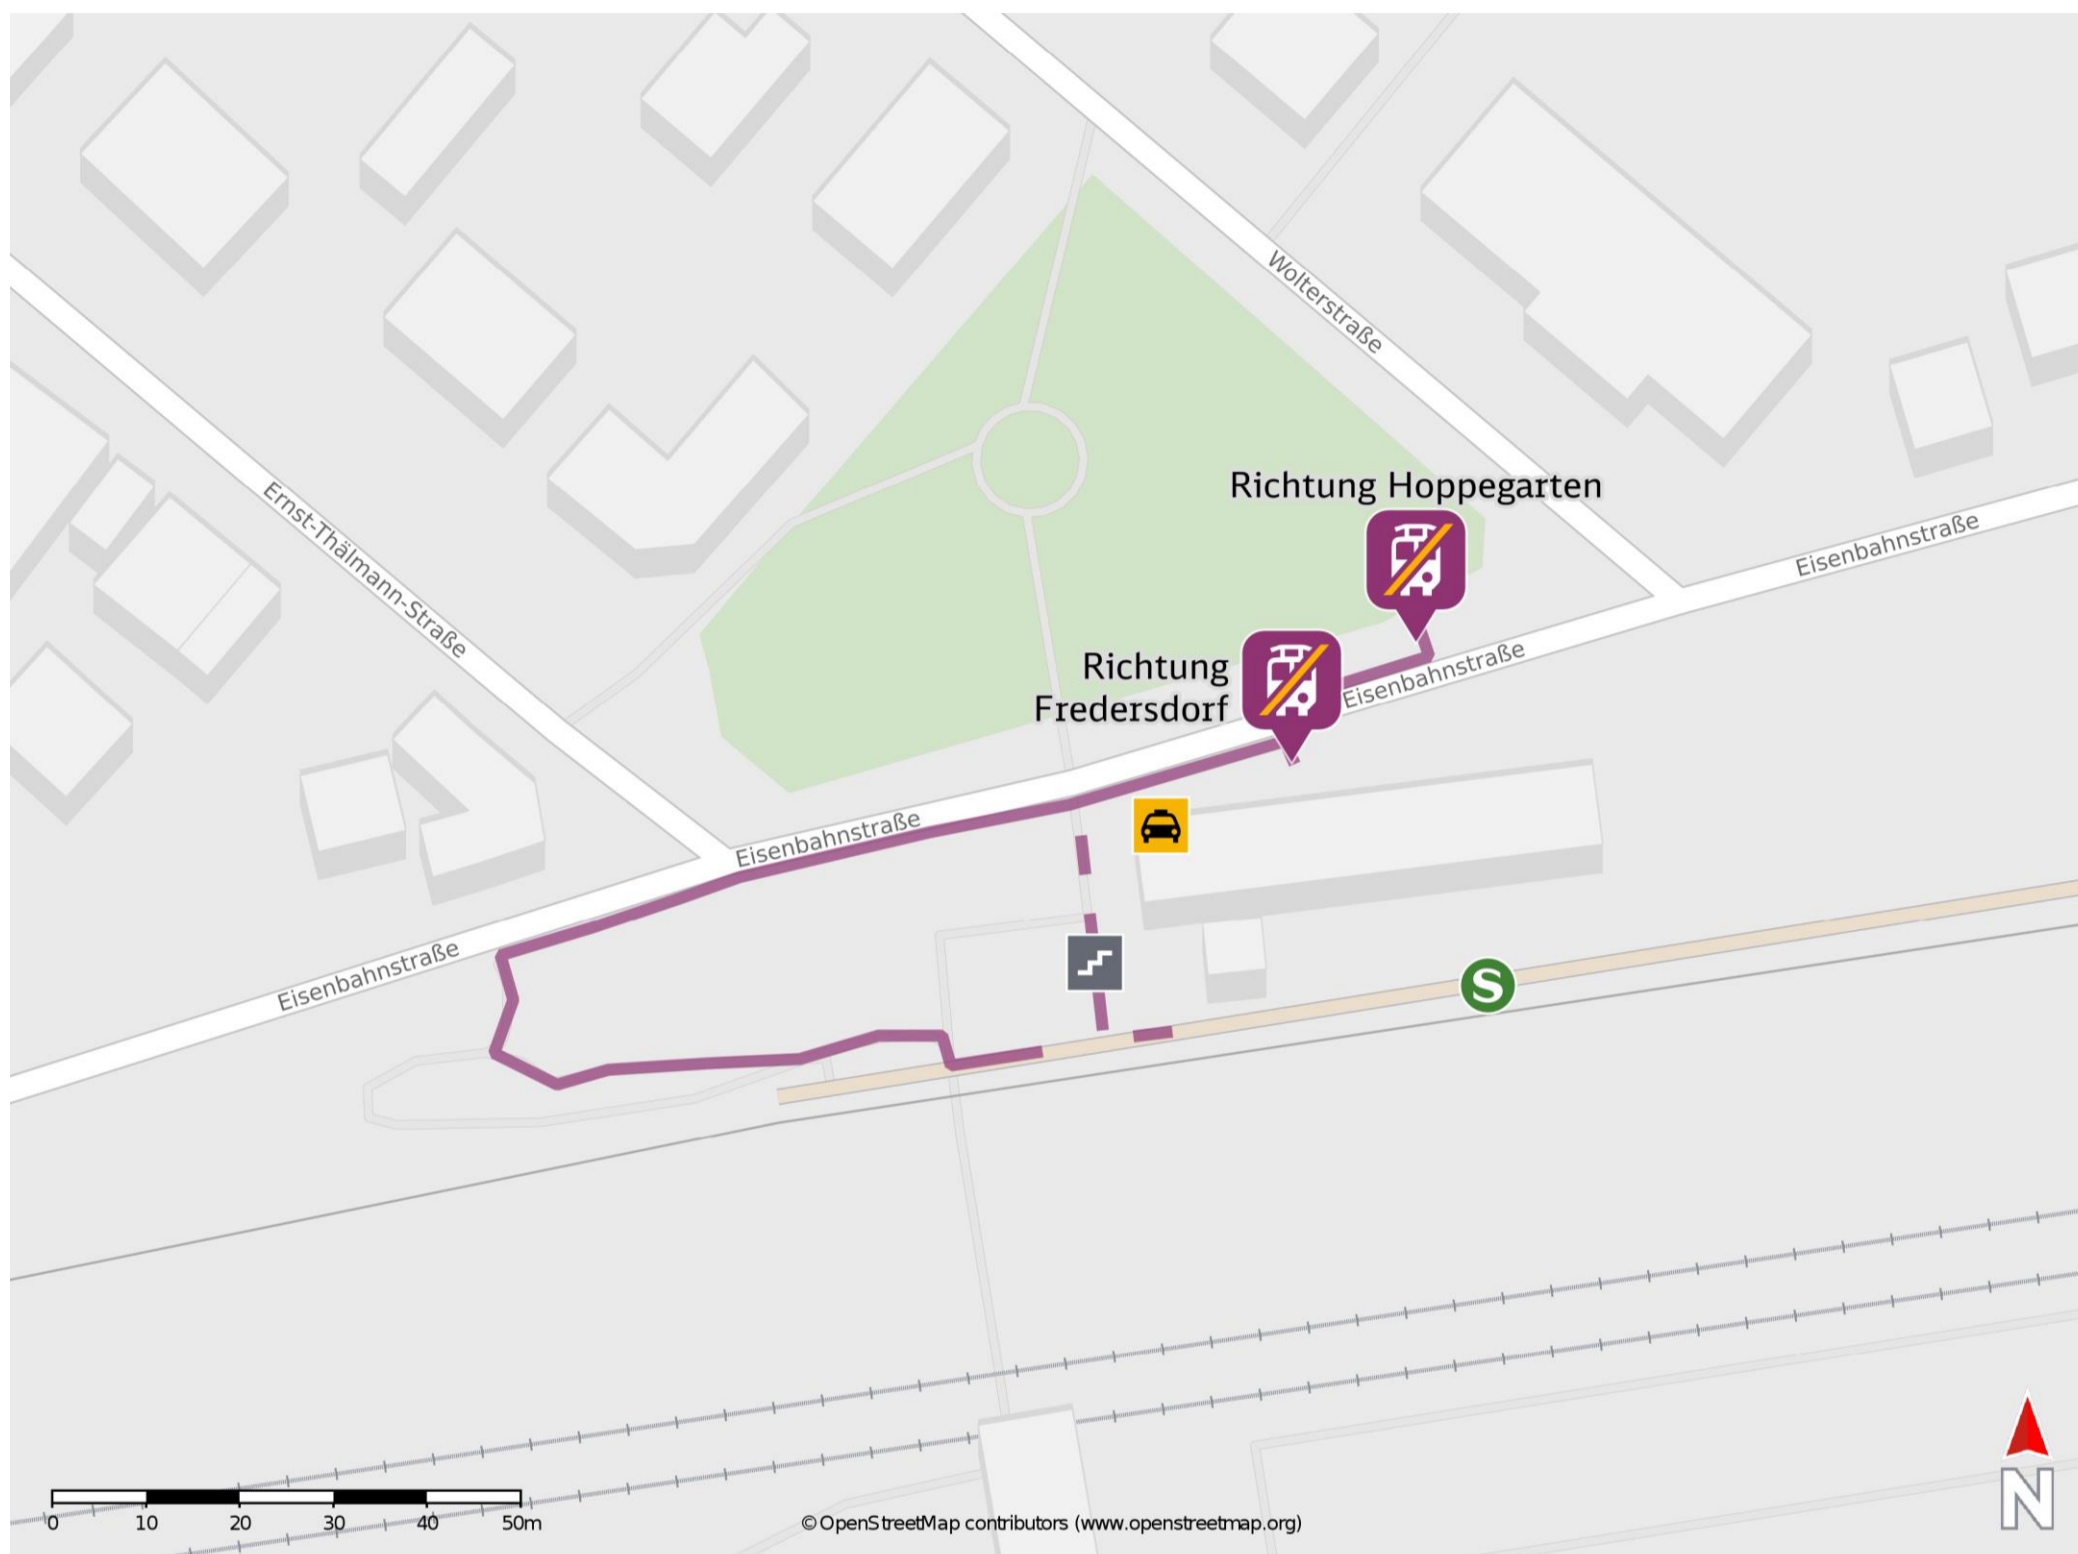 Wolterstraße
Richtung Hoppegarten
Ernst-Thälmann-Straße
Eisenbahnstraße
Richtung
Fredersdorf
Eisenbahnstraße
Eisenbahnstraße
Eisenbahnstraße
S
0 10 20 30 40 50m
© OpenStreetMap contributors (www.openstreetmap.org)
N